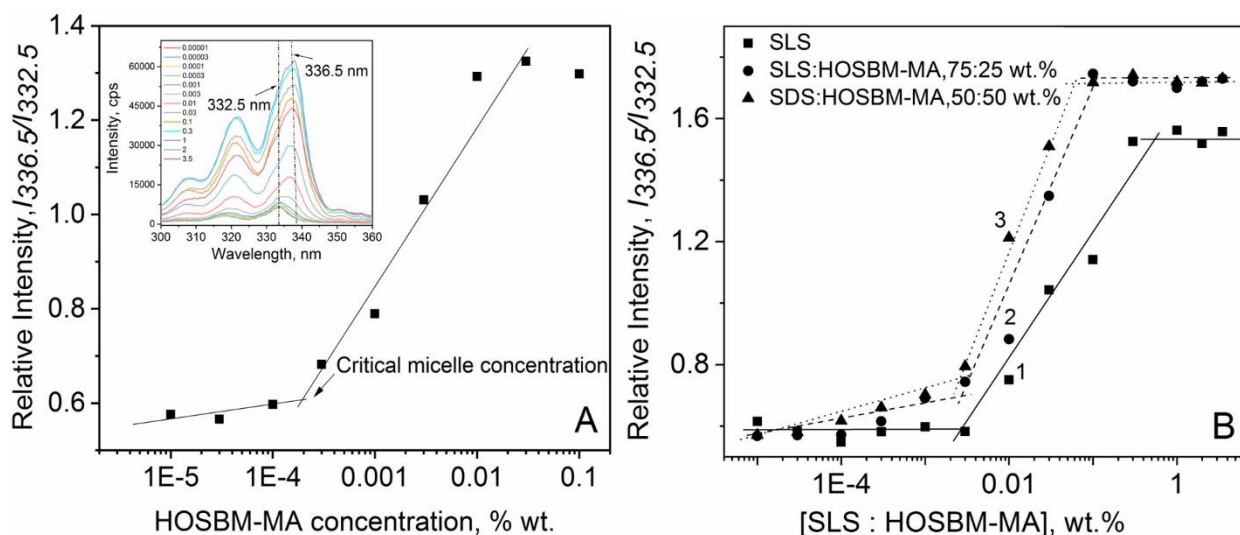 Relative Intensity, I336.5/I332.5
1.4
1.2
1.0
0.8
0.6
1E-5
1E-4
0.001
0.01
0.1
HOSBM-MA concentration, % wt.
A
Critical micelle concentration
Intensity, cps
60000
45000
30000
15000
0
300
310
320
330
340
350
360
Wavelength, nm
0.00001
0.00003
0.0001
0.0003
0.001
0.003
0.01
0.03
0.1
0.3
1
2
3.5
332.5 nm
336.5 nm
Relative Intensity, I336.5/I332.5
2.0
1.6
1.2
0.8
1E-4
0.01
1
[SLS : HOSBM-MA], wt.%
B
SLS
SLS:HOSBM-MA,75:25 wt.%
SDS:HOSBM-MA,50:50 wt.%
3
2
1